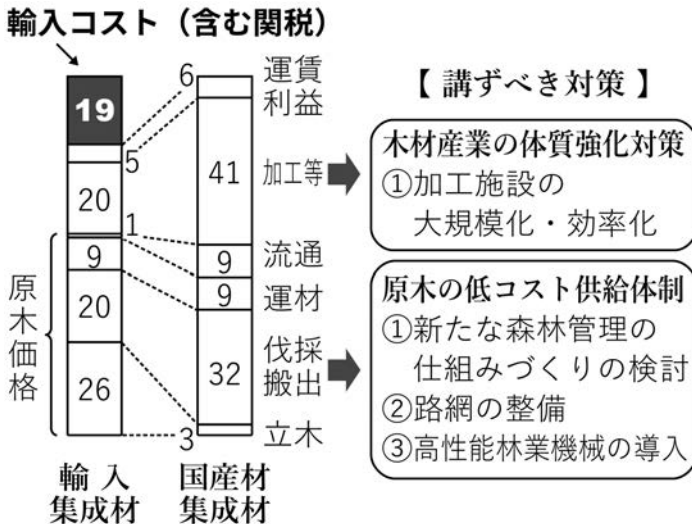 輸入コスト（含む関税）
19
5
20
1
9
20
26
原木価格
輸入
集成材
6
41
9
9
32
3
国産材
集成材
運賃
利益
加工等
流通
運材
伐採
搬出
立木
【 講ずべき対策 】
木材産業の体質強化対策
①加工施設の
大規模化・効率化
原木の低コスト供給体制
①新たな森林管理の
仕組みづくりの検討
②路網の整備
③高性能林業機械の導入